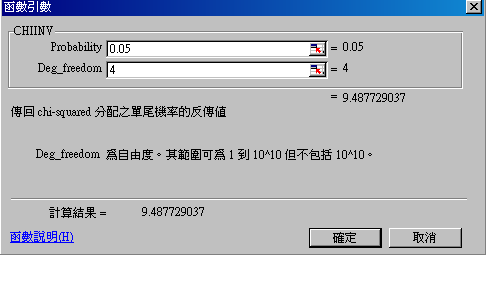 函數引數
CHIINV
Probability 0.05 = 0.05
Deg_freedom 4 = 4
= 9.487729037
傳回 chi-squared 分配之單尾機率的反傳值
Deg_freedom 為自由度。其範圍可為 1 到 10^10 但不包括 10^10。
計算結果 = 9.487729037
函數說明(H) 確定 取消